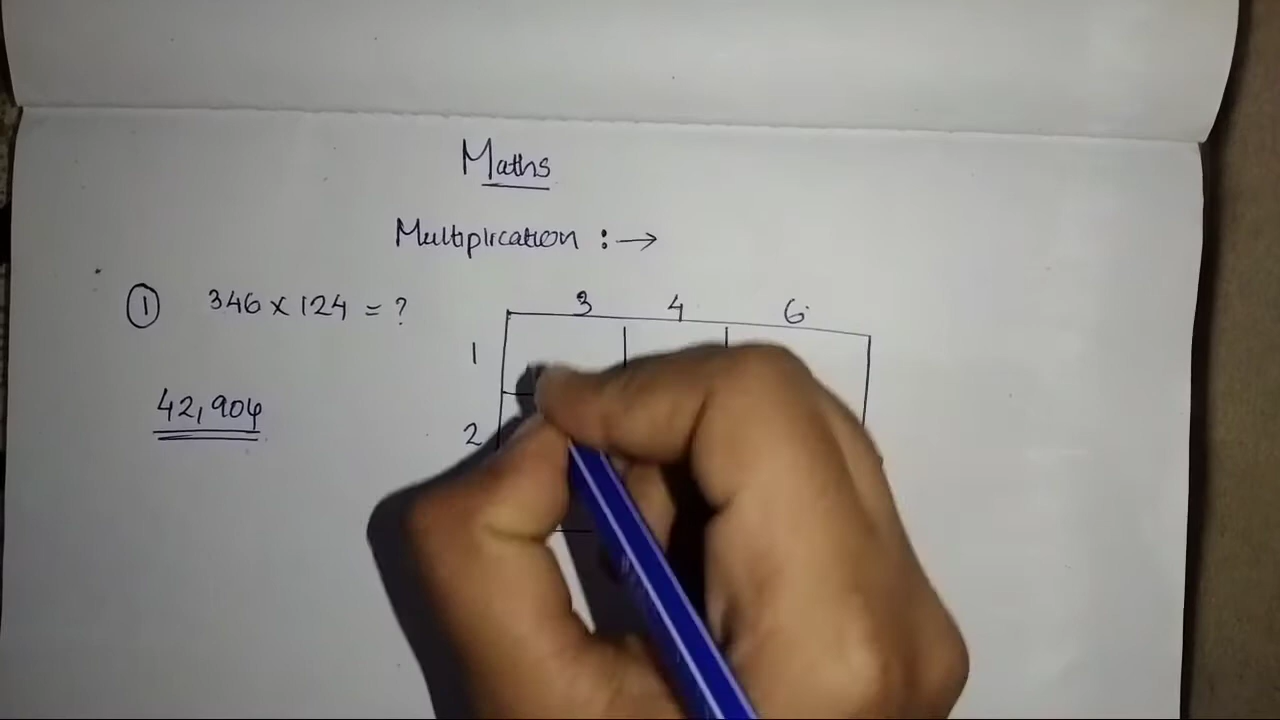 Maths
Multiplication :→
① 346 x 124 = ?
42,904
3 4 6
1
2